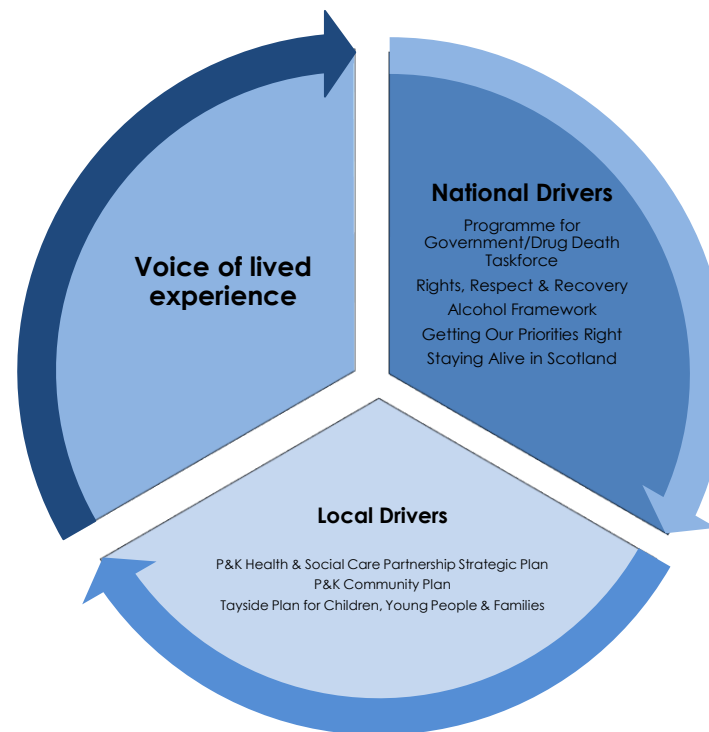 Voice of lived
experience
National Drivers
Programme for
Government/Drug Death
Taskforce
Rights, Respect & Recovery
Alcohol Framework
Getting Our Priorities Right
Staying Alive in Scotland
Local Drivers
P&K Health & Social Care Partnership Strategic Plan
P&K Community Plan
Tayside Plan for Children, Young People & Families